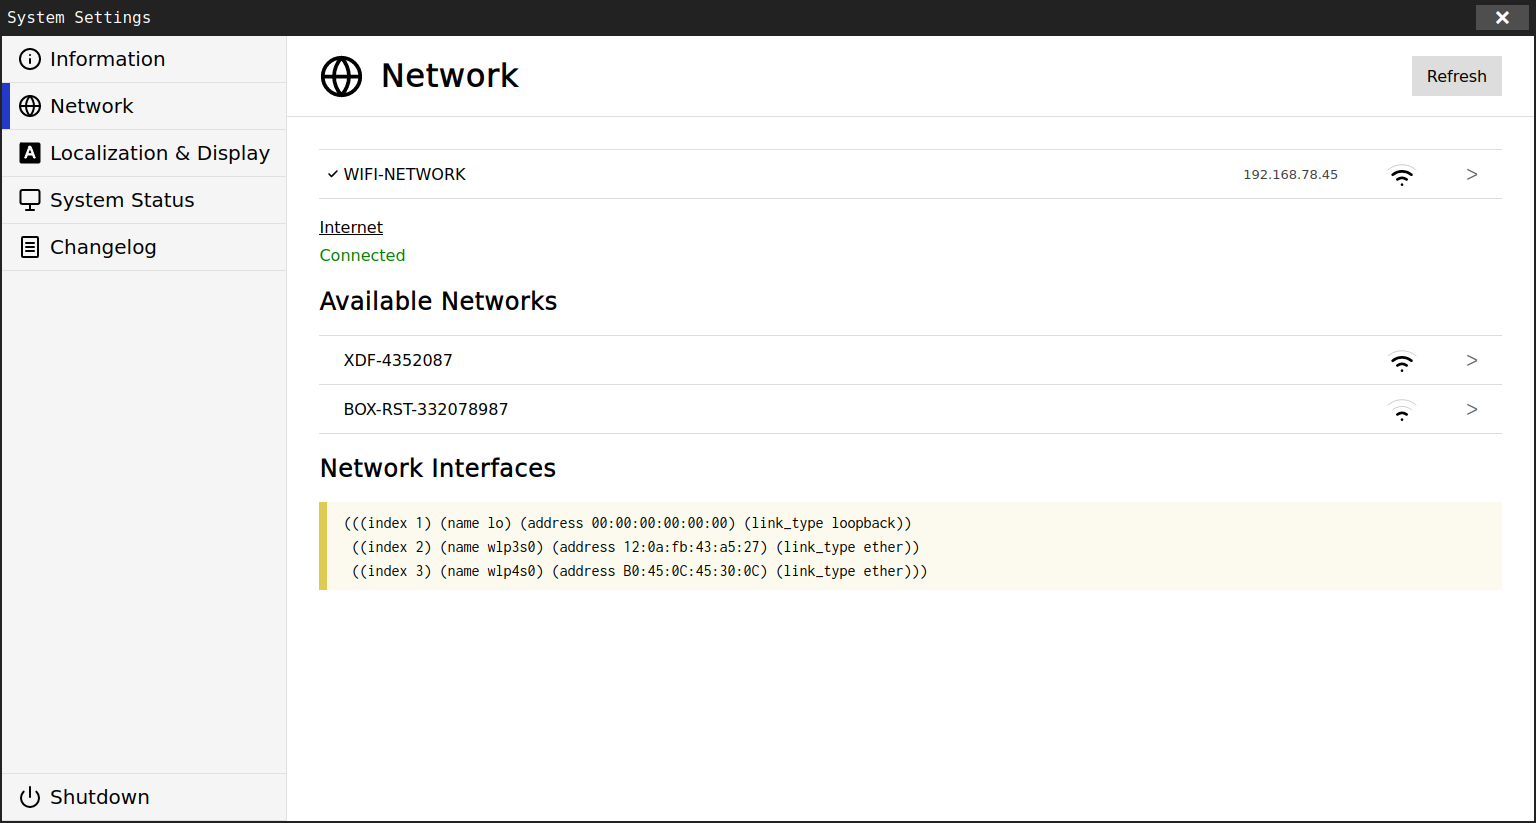 System Settings
Information
Network
Localization & Display
System Status
Changelog
Shutdown
Network
Refresh
WIFI-NETWORK 192.168.78.45 >
Internet
Connected
Available Networks
XDF-4352087 >
BOX-RST-332078987 >
Network Interfaces
(((index 1) (name lo) (address 00:00:00:00:00:00) (link_type loopback))
((index 2) (name wlp3s0) (address 12:0a:fb:43:a5:27) (link_type ether))
((index 3) (name wlp4s0) (address B0:45:0C:45:30:0C) (link_type ether)))